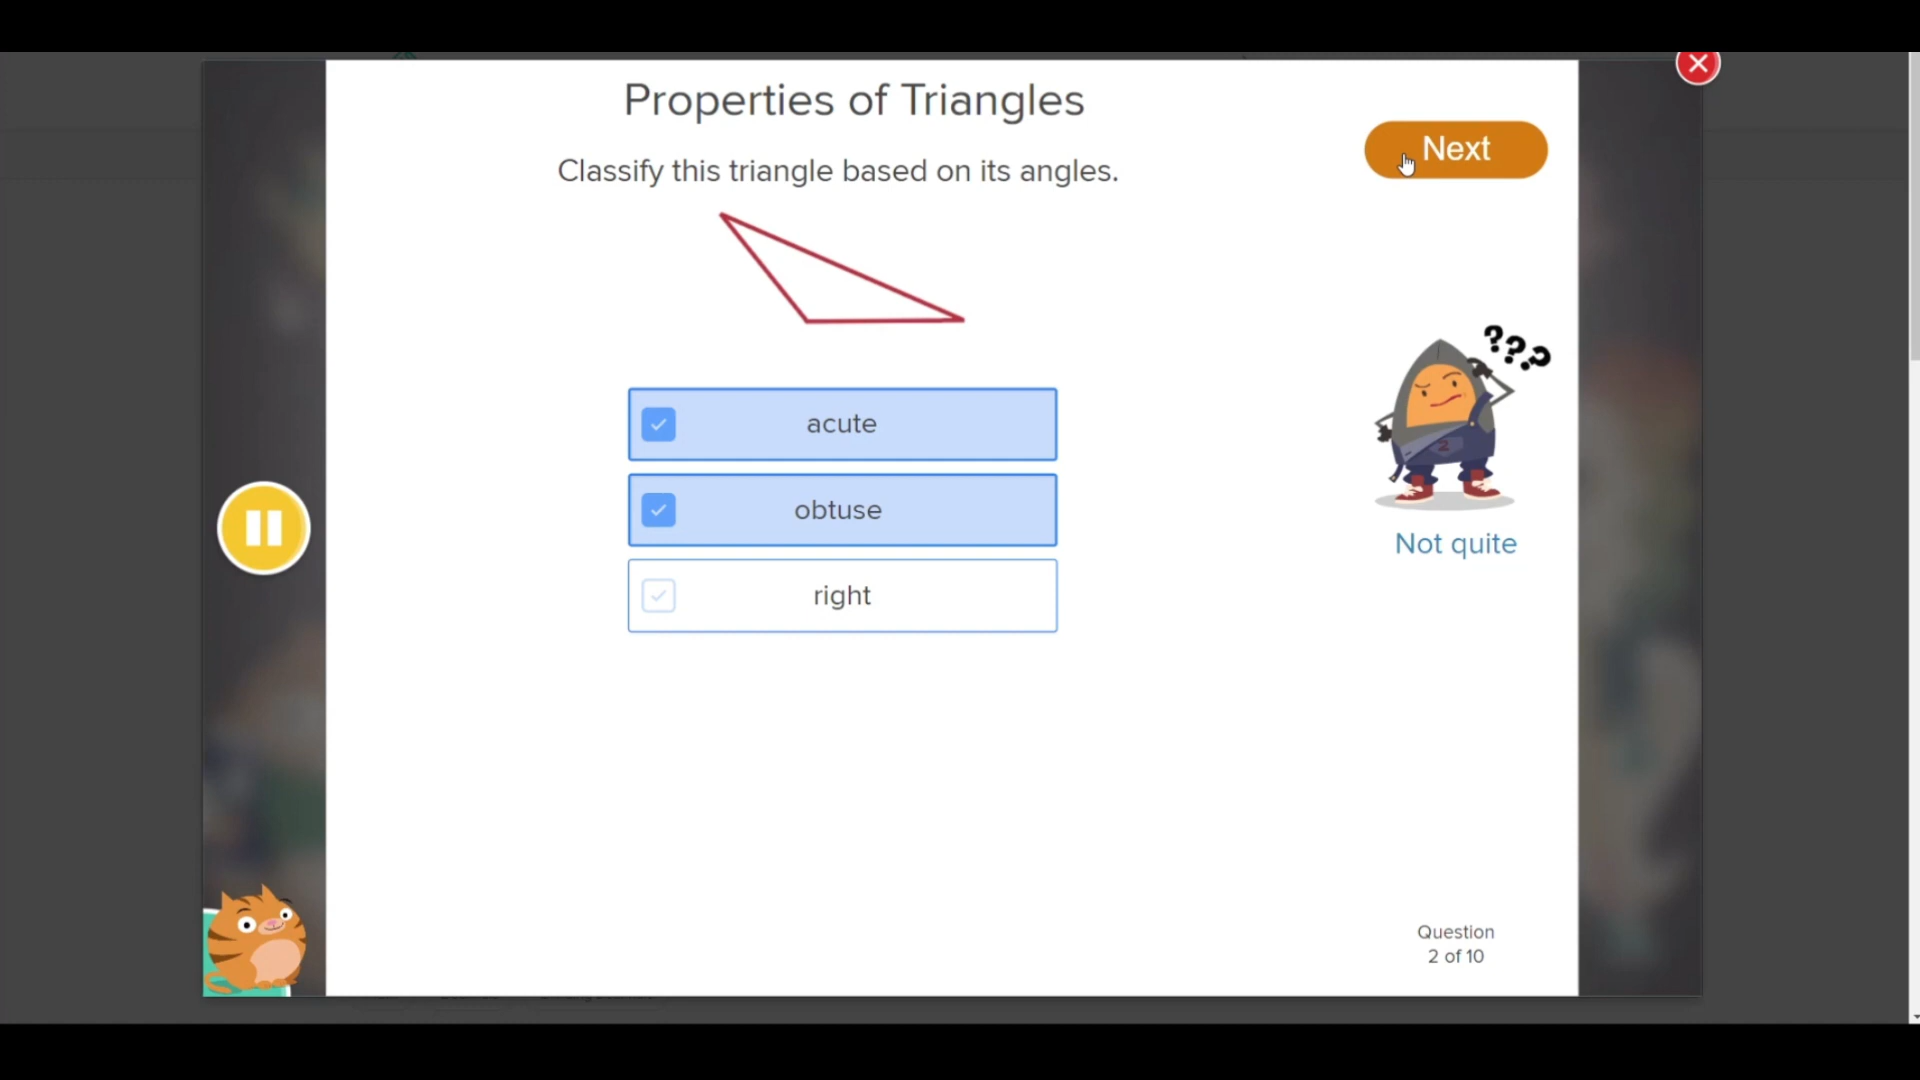 Properties of Triangles
Next
Classify this triangle based on its angles.
???
acute
obtuse
2
right
Not quite
Question
2 of 10